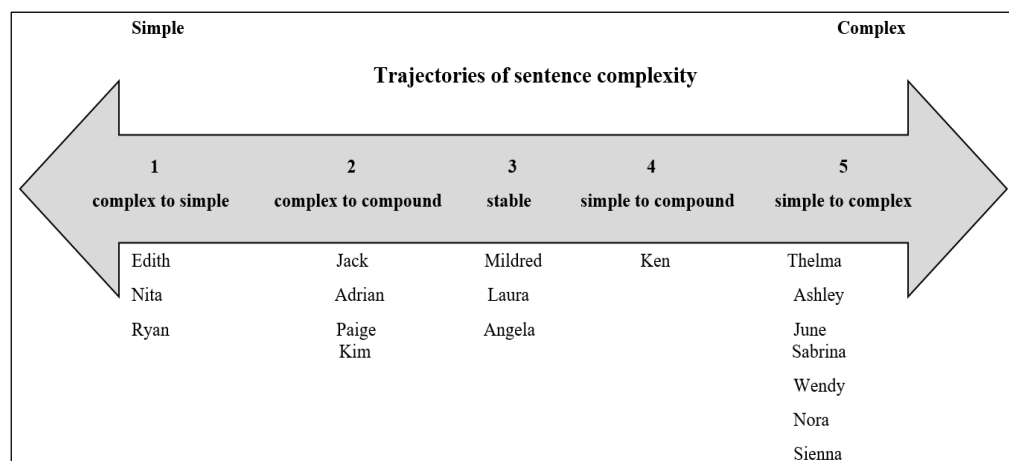 Simple Complex
Trajectories of sentence complexity
1 2 3 4 5
complex to simple complex to compound stable simple to compound simple to complex
Edith Jack Mildred Ken Thelma
Nita Adrian Laura Ashley
Ryan Paige Angela June
Kim Sabrina
Wendy
Nora
Sienna